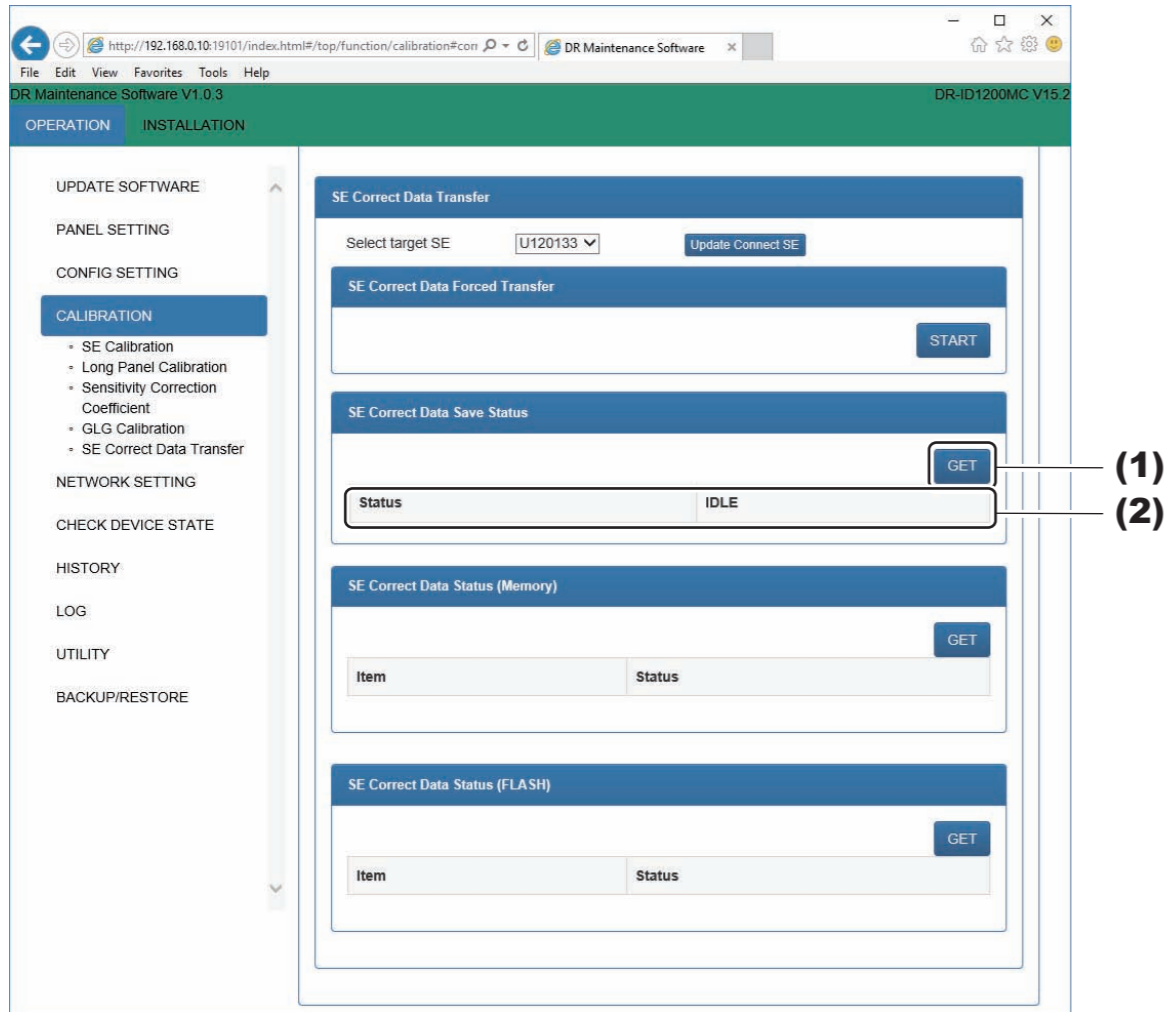 http://192.168.0.10:19101/index.html#/top/function/calibration#con
DR Maintenance Software
File Edit View Favorites Tools Help
DR Maintenance Software V1.0.3
DR-ID1200MC V15.2
OPERATION INSTALLATION
UPDATE SOFTWARE
PANEL SETTING
CONFIG SETTING
CALIBRATION
SE Calibration
Long Panel Calibration
Sensitivity Correction
Coefficient
GLG Calibration
SE Correct Data Transfer
NETWORK SETTING
CHECK DEVICE STATE
HISTORY
LOG
UTILITY
BACKUP/RESTORE
SE Correct Data Transfer
Select target SE U120133 Update Connect SE
SE Correct Data Forced Transfer
START
SE Correct Data Save Status
GET (1)
Status IDLE (2)
SE Correct Data Status (Memory)
GET
Item Status
SE Correct Data Status (FLASH)
GET
Item Status